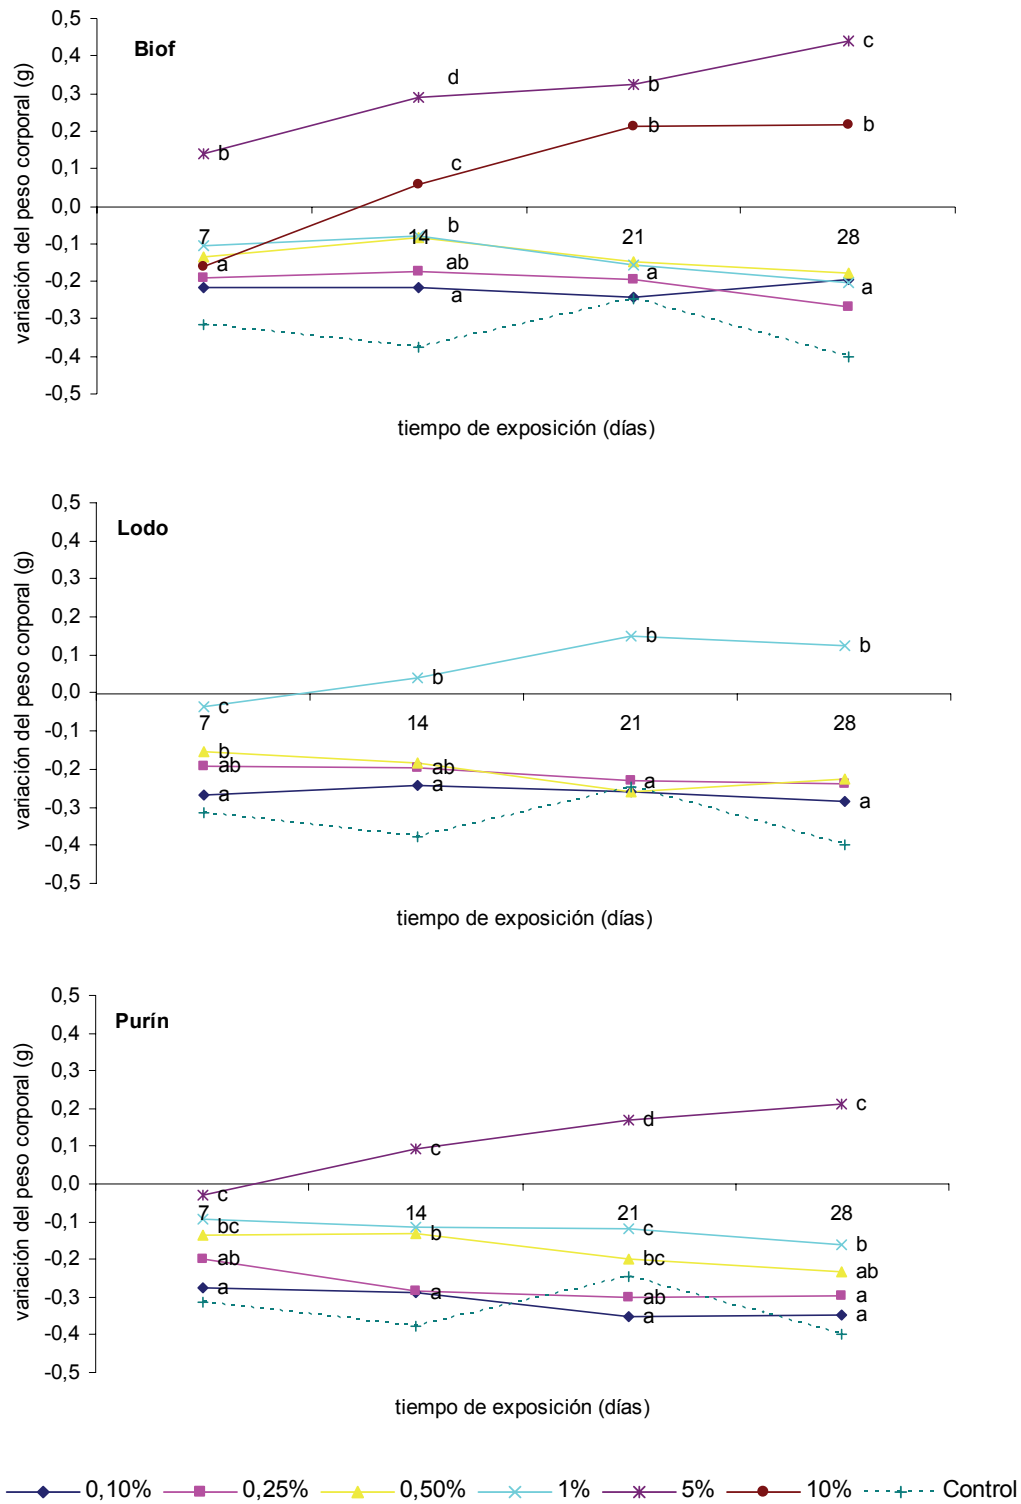 Biof
variación del peso corporal (g)
0,5
0,4
0,3
0,2
0,1
0,0
-0,1
-0,2
-0,3
-0,4
-0,5
7 14 21 28
b d b c
a c b b
b
ab a a
a
tiempo de exposición (días)
Lodo
variación del peso corporal (g)
0,5
0,4
0,3
0,2
0,1
0,0
-0,1
-0,2
-0,3
-0,4
-0,5
7 14 21 28
c b b b
b
ab ab a
a a a
tiempo de exposición (días)
Purín
variación del peso corporal (g)
0,5
0,4
0,3
0,2
0,1
0,0
-0,1
-0,2
-0,3
-0,4
-0,5
7 14 21 28
c c d c
bc b c b
ab bc ab
a a ab a
a a
tiempo de exposición (días)
0,10% 0,25% 0,50% 1% 5% 10% Control